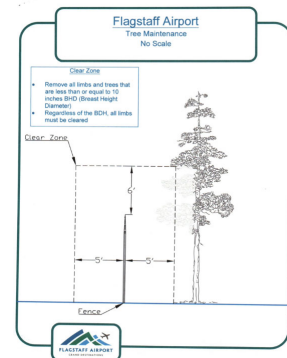 Flagstaff Airport
Tree Maintenance
No Scale
Clear Zone
• Remove all limbs and trees that
are less than or equal to 10
inches BHD (Breast Height
Diameter)
• Regardless of the BDH, all limbs
must be cleared
Clear Zone
6'
5'
5'
Fence
FLAGSTAFF AIRPORT